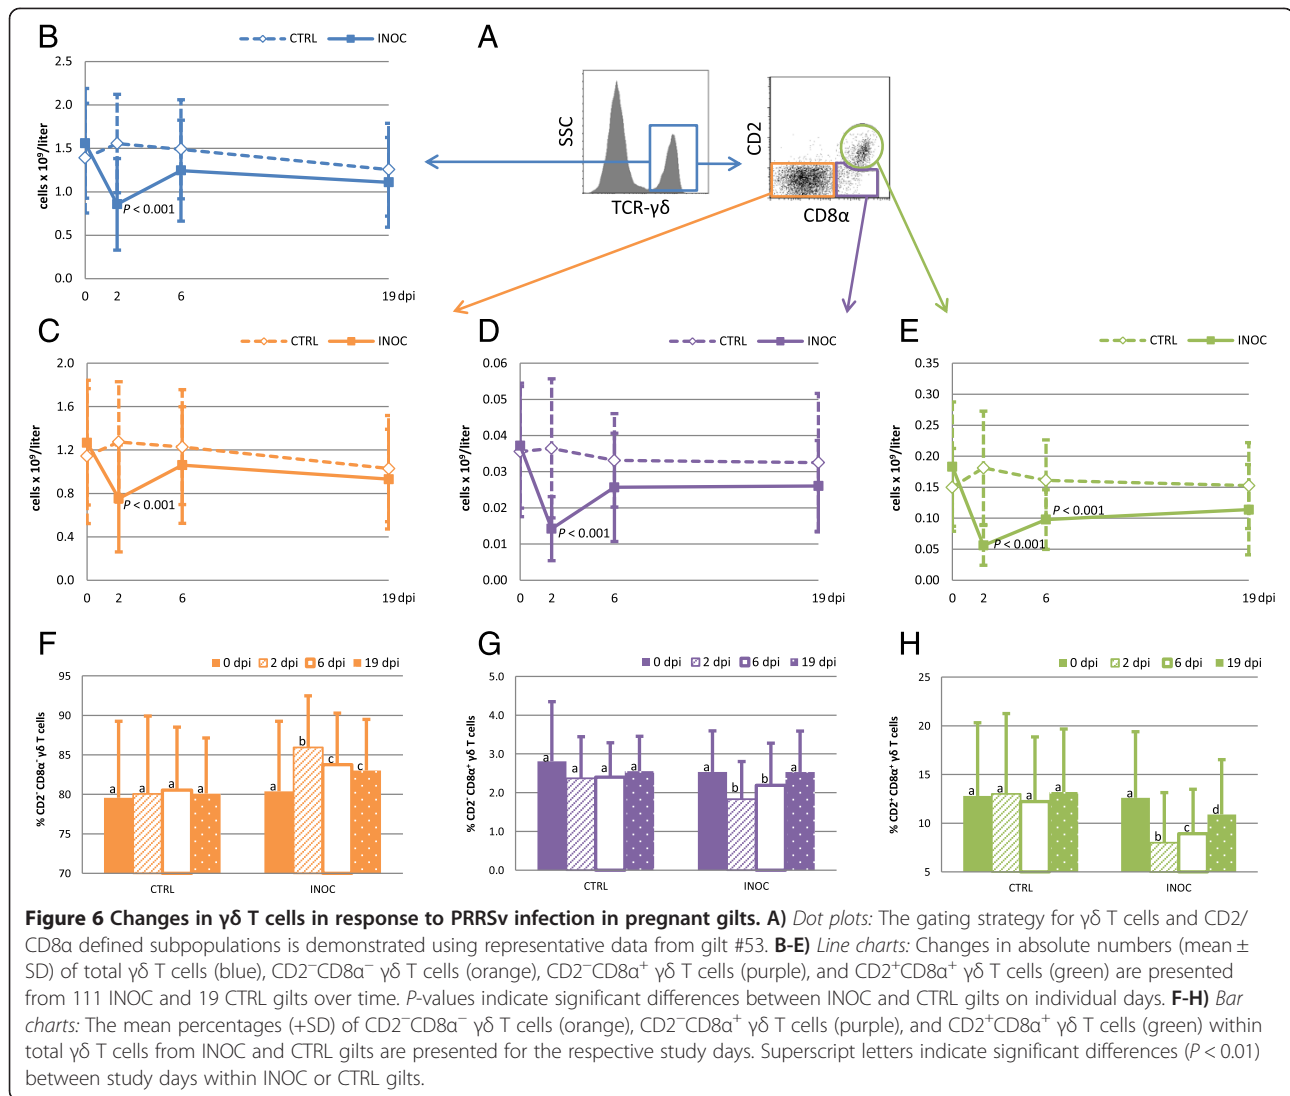 B
CTRL INOC
A
2.5
2.0
1.5
1.0
0.5
0.0
cells x 10⁹/liter
P < 0.001
0 2 6 19 dpi
SSC
TCR-γδ
CD2
CD8α
C
CTRL INOC
2.0
1.6
1.2
0.8
0.4
0.0
cells x 10⁹/liter
P < 0.001
0 2 6 19 dpi
D
CTRL INOC
0.06
0.05
0.04
0.03
0.02
0.01
0.00
cells x 10⁹/liter
P < 0.001
0 2 6 19 dpi
E
CTRL INOC
0.35
0.30
0.25
0.20
0.15
0.10
0.05
0.00
cells x 10⁹/liter
P < 0.001
P < 0.001
0 2 6 19 dpi
F
0 dpi 2 dpi 6 dpi 19 dpi
95
90
85
80
75
70
% CD2⁻ CD8α⁻ γδ T cells
a a a a b c c
a
CTRL INOC
G
0 dpi 2 dpi 6 dpi 19 dpi
5.0
4.0
3.0
2.0
1.0
0.0
% CD2⁻ CD8α⁺ γδ T cells
a a a a a b b a
CTRL INOC
H
0 dpi 2 dpi 6 dpi 19 dpi
25
20
15
10
5
% CD2⁺ CD8α⁺ γδ T cells
a a a a a b c d
CTRL INOC
Figure 6 Changes in γδ T cells in response to PRRSv infection in pregnant gilts. A) Dot plots: The gating strategy for γδ T cells and CD2/
CD8α defined subpopulations is demonstrated using representative data from gilt #53. B-E) Line charts: Changes in absolute numbers (mean ±
SD) of total γδ T cells (blue), CD2⁻CD8α⁻ γδ T cells (orange), CD2⁻CD8α⁺ γδ T cells (purple), and CD2⁺CD8α⁺ γδ T cells (green) are presented
from 111 INOC and 19 CTRL gilts over time. P-values indicate significant differences between INOC and CTRL gilts on individual days. F-H) Bar
charts: The mean percentages (+SD) of CD2⁻CD8α⁻ γδ T cells (orange), CD2⁻CD8α⁺ γδ T cells (purple), and CD2⁺CD8α⁺ γδ T cells (green) within
total γδ T cells from INOC and CTRL gilts are presented for the respective study days. Superscript letters indicate significant differences (P < 0.01)
between study days within INOC or CTRL gilts.